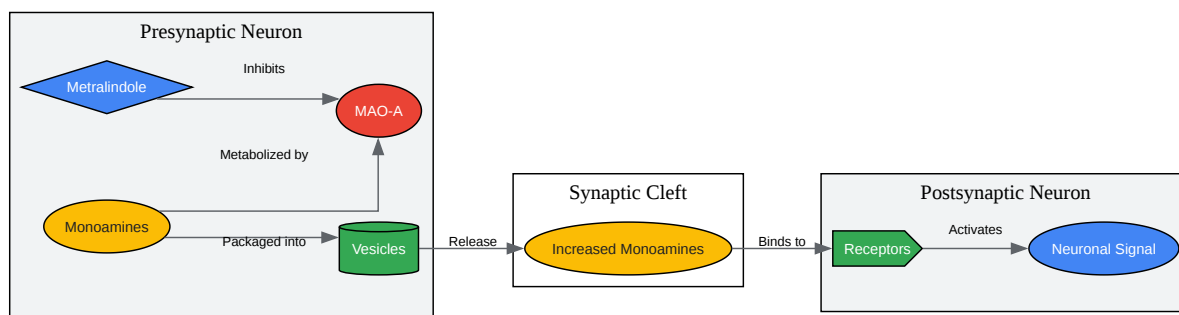 Presynaptic Neuron
Metralindole
Inhibits
MAO-A
Metabolized by
Monoamines
Packaged into
Vesicles
Release
Synaptic Cleft
Increased Monoamines
Binds to
Postsynaptic Neuron
Receptors
Activates
Neuronal Signal